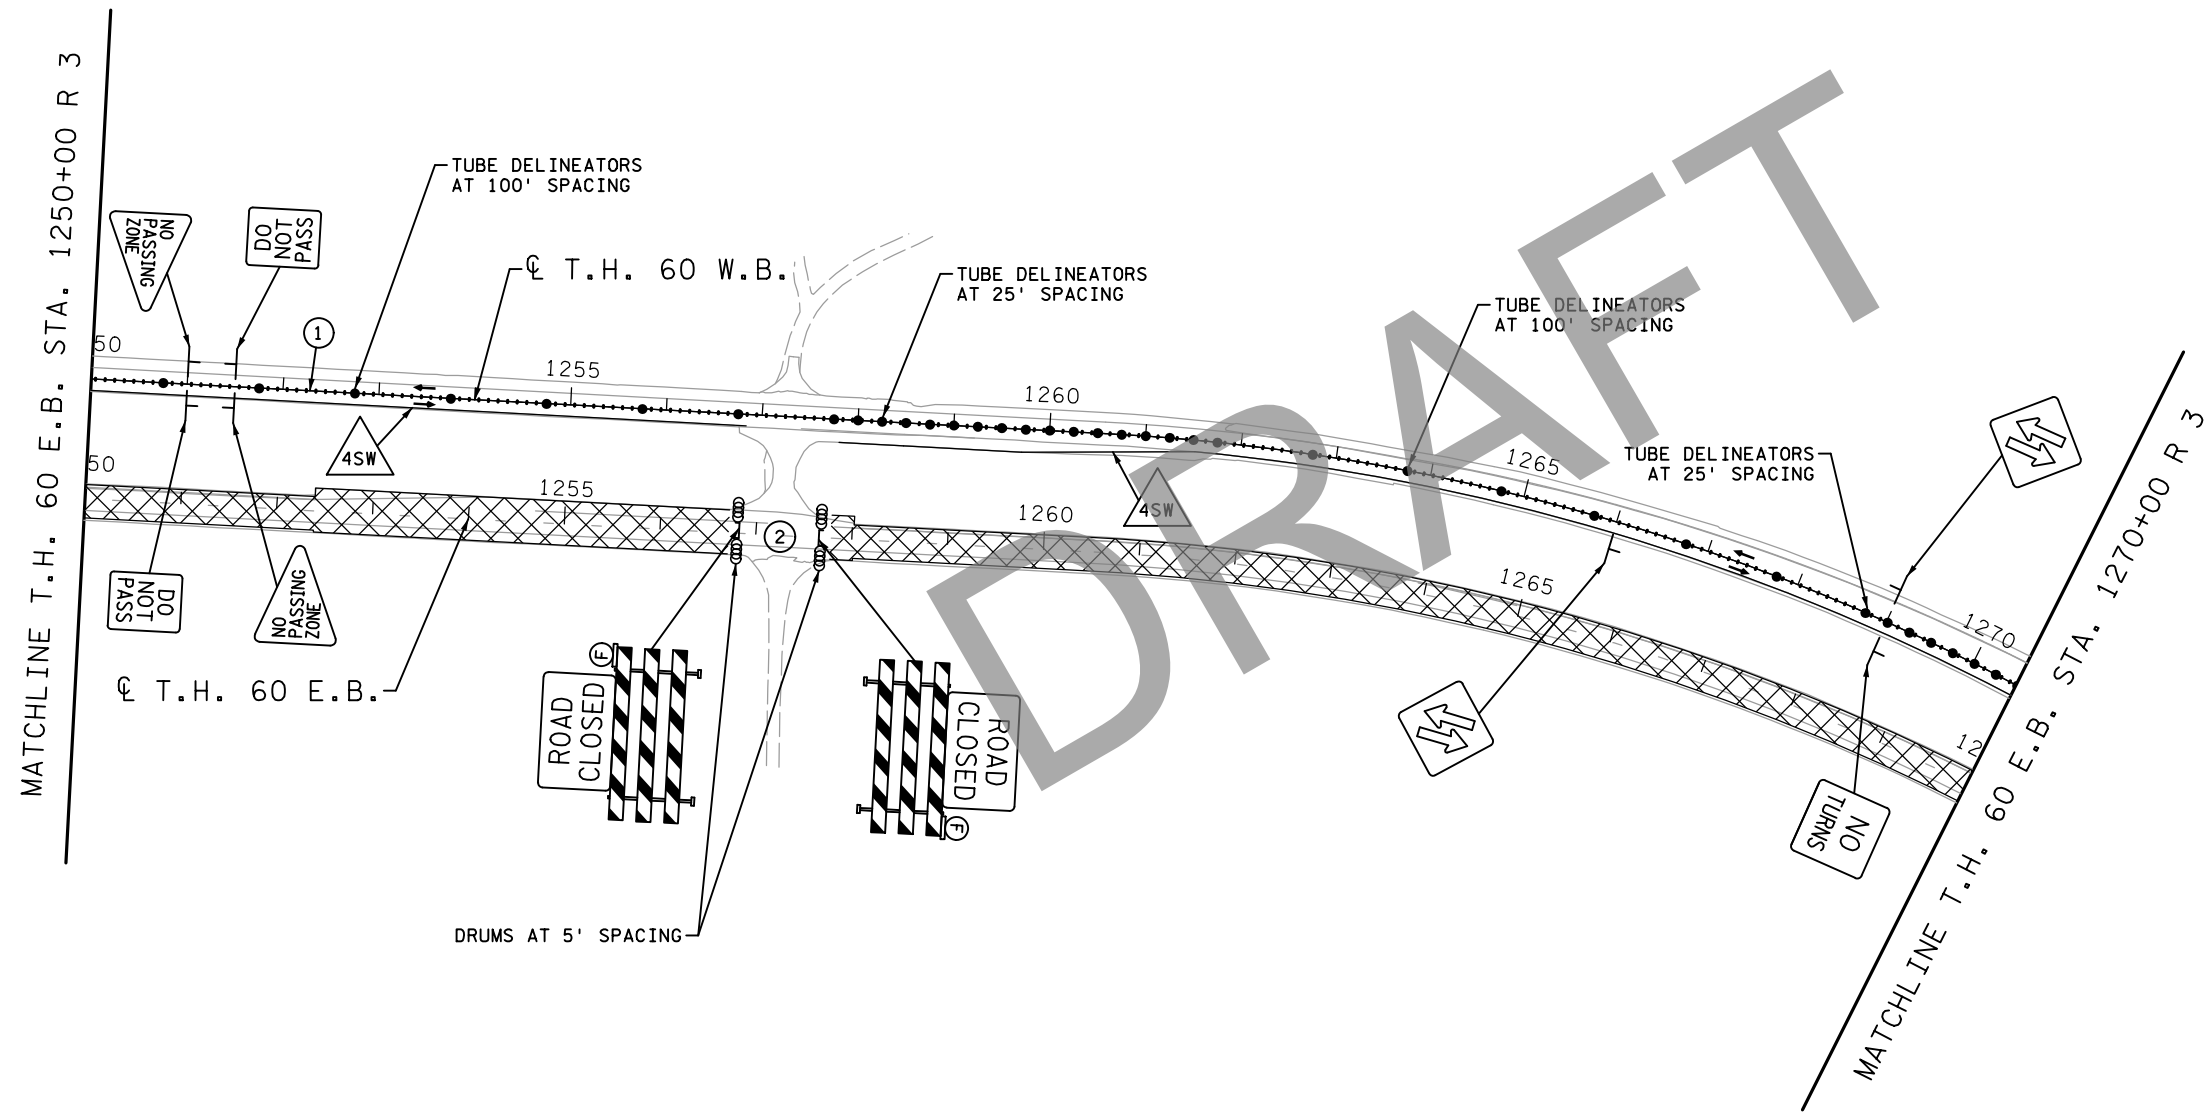 MATCHLINE T.H. 60 E.B. STA. 1250+00 R 3
TUBE DELINEATORS
AT 100' SPACING
NO
PASSING
ZONE
DO
NOT
PASS
℄ T.H. 60 W.B.
TUBE DELINEATORS
AT 25' SPACING
TUBE DELINEATORS
AT 100' SPACING
1
50
1255
1260
1265
TUBE DELINEATORS
AT 25' SPACING
4SW
50
1255
2
1260
4SW
1265
1270
12
DO
NOT
PASS
NO
PASSING
ZONE
℄ T.H. 60 E.B.
F
ROAD
CLOSED
ROAD
CLOSED
F
NO
TURNS
DRUMS AT 5' SPACING
MATCHLINE T.H. 60 E.B. STA. 1270+00 R 3
DRAFT